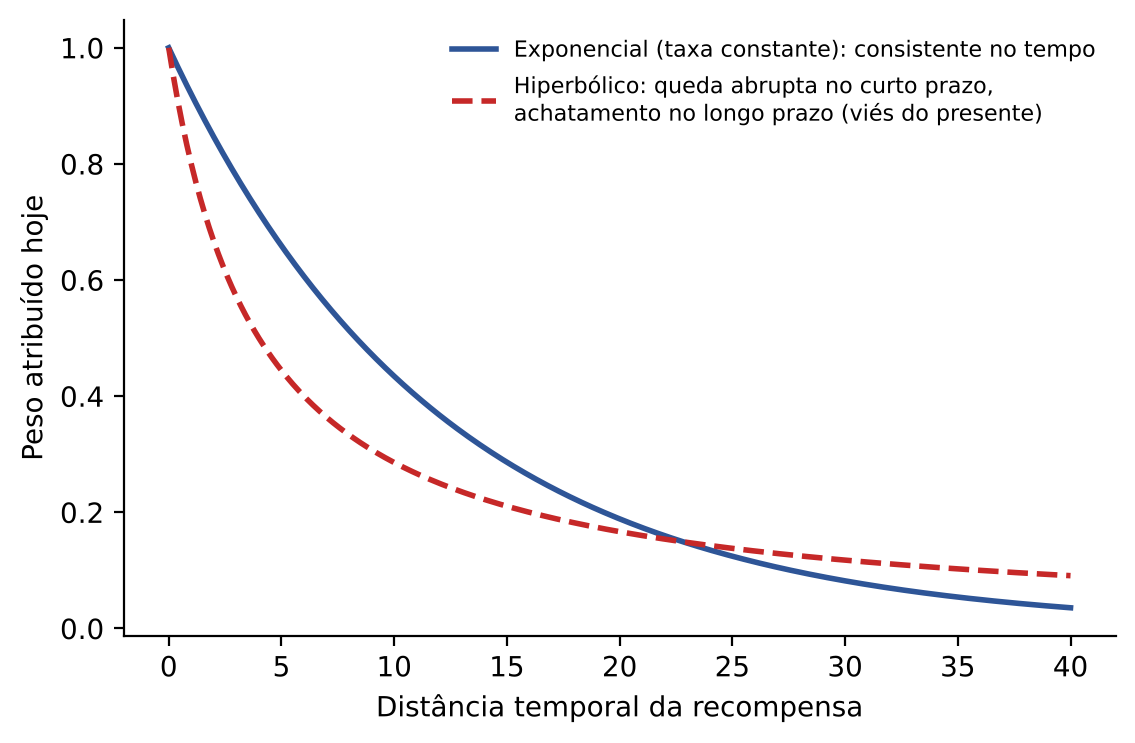 Exponencial (taxa constante): consistente no tempo
Hiperbólico: queda abrupta no curto prazo,
achatamento no longo prazo (viés do presente)
Peso atribuído hoje
1.0
0.8
0.6
0.4
0.2
0.0
0 5 10 15 20 25 30 35 40
Distância temporal da recompensa